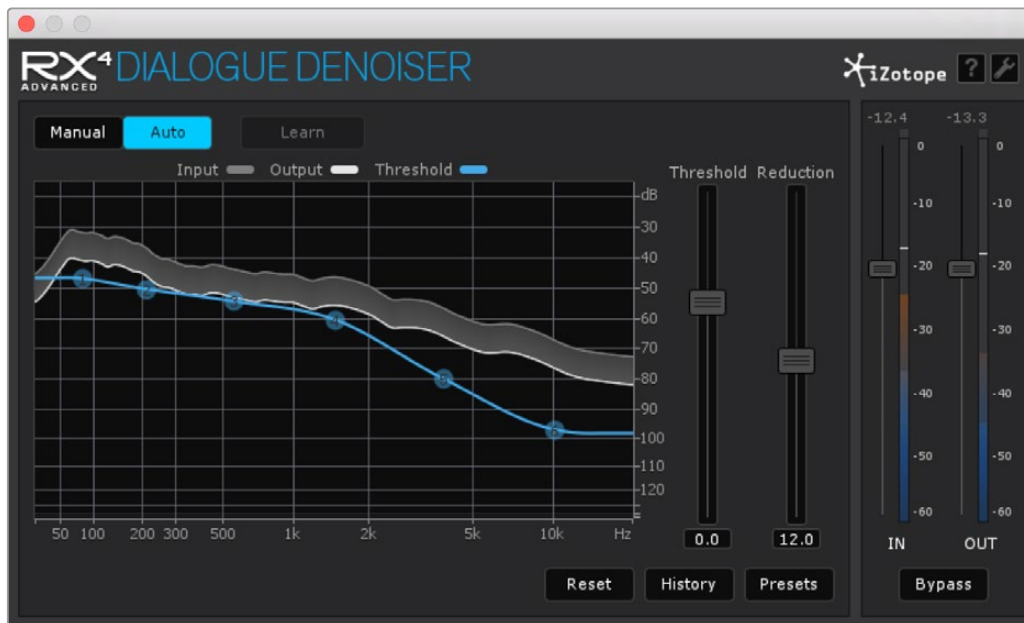 RX4 DIALOGUE DENOISER
ADVANCED
iZotope ?
Manual Auto Learn
Input Output Threshold
Threshold Reduction
dB
-30
-40
-50
-60
-70
-80
-90
-100
-110
-120
50 100 200 300 500 1k 2k 5k 10k Hz
1
2
3
4
5
6
0.0 12.0
Reset History Presets
-12.4 -13.3
0 0
-10 -10
-20 -20
-30 -30
-40 -40
-50 -50
-60 -60
IN OUT
Bypass